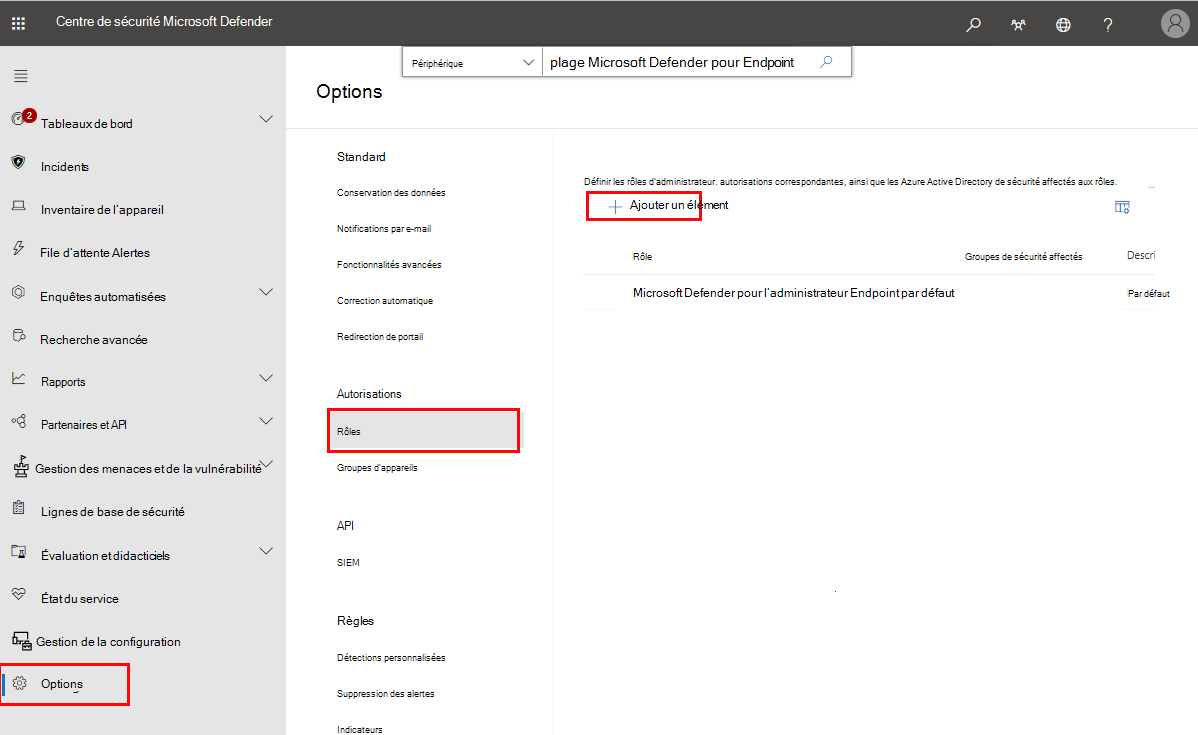 Centre de sécurité Microsoft Defender
Périphérique
plage Microsoft Defender pour Endpoint
2
Tableaux de bord
Incidents
Inventaire de l'appareil
File d'attente Alertes
Enquêtes automatisées
Recherche avancée
Rapports
Partenaires et API
Gestion des menaces et de la vulnérabilité
Lignes de base de sécurité
Évaluation et didacticiels
État du service
Gestion de la configuration
Options
Options
Standard
Conservation des données
Notifications par e-mail
Fonctionnalités avancées
Correction automatique
Redirection de portail
Autorisations
Rôles
Groupes d'appareils
API
SIEM
Règles
Détections personnalisées
Suppression des alertes
Indicateurs
Définir les rôles d'administrateur. autorisations correspondantes, ainsi que les Azure Active Directory de sécurité affectés aux rôles.
Ajouter un élément
Rôle
Groupes de sécurité affectés
Descri
Microsoft Defender pour l'administrateur Endpoint par défaut
Par défaut